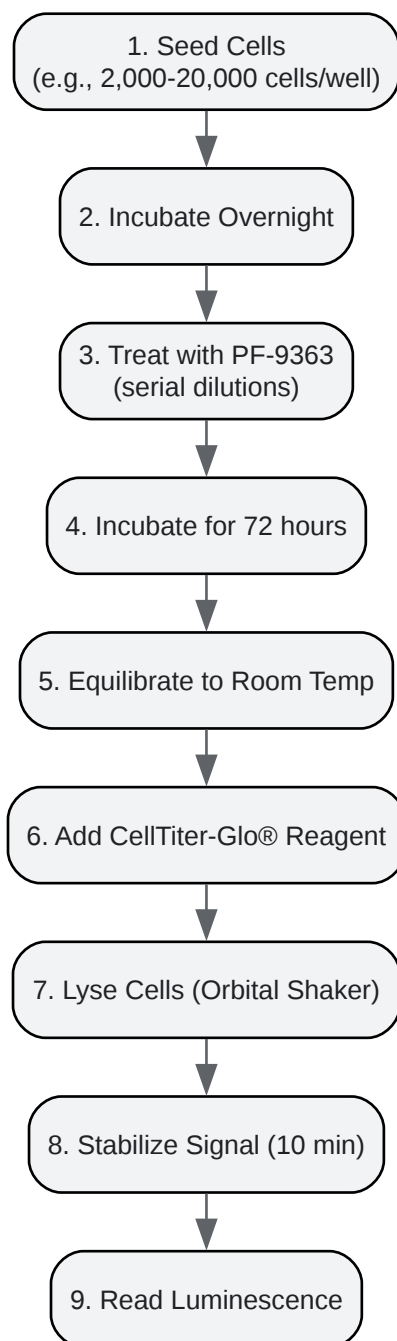 1. Seed Cells
(e.g., 2,000-20,000 cells/well)
2. Incubate Overnight
3. Treat with PF-9363
(serial dilutions)
4. Incubate for 72 hours
5. Equilibrate to Room Temp
6. Add CellTiter-Glo® Reagent
7. Lyse Cells (Orbital Shaker)
8. Stabilize Signal (10 min)
9. Read Luminescence